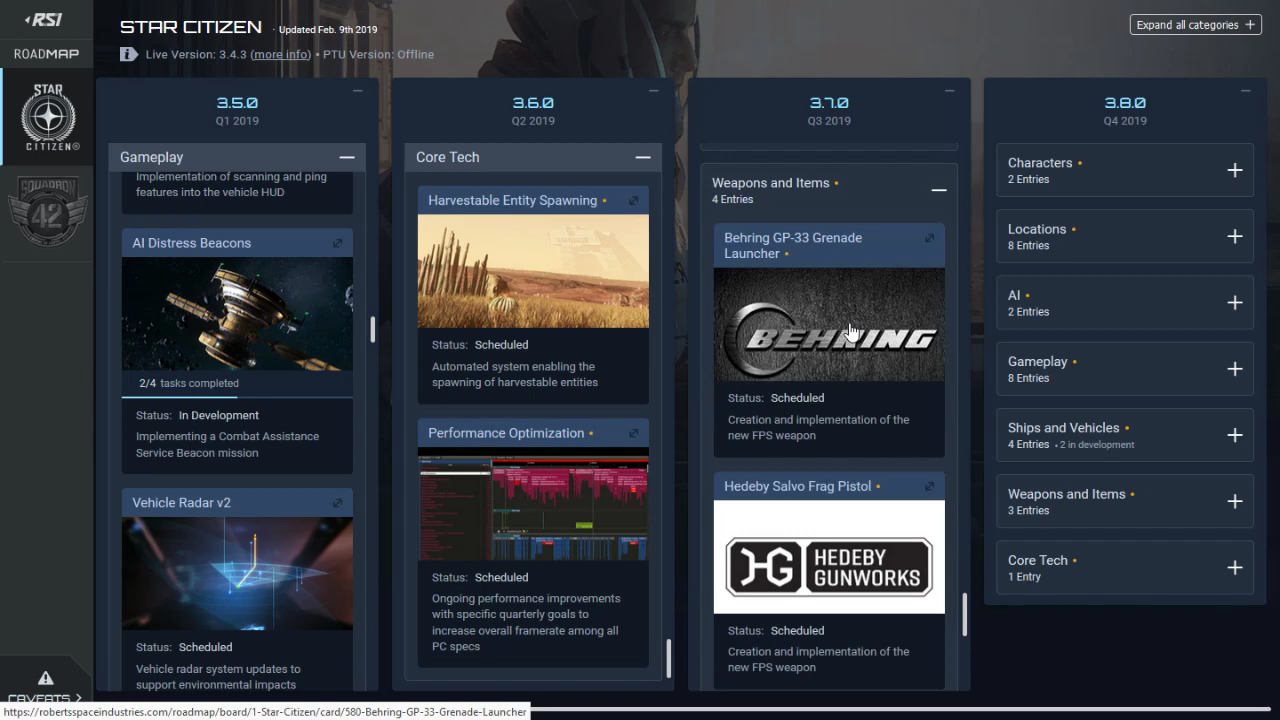 RSI
ROADMAP
STAR CITIZEN®
SQUADRON 42
CAVEATS
STAR CITIZEN · Updated Feb. 9th 2019
Live Version: 3.4.3 (more info) • PTU Version: Offline
Expand all categories +
3.5.0
Q1 2019
Gameplay
Implementation of scanning and ping
features into the vehicle HUD
AI Distress Beacons
2/4 tasks completed
Status: In Development
Implementing a Combat Assistance
Service Beacon mission
Vehicle Radar v2
Status: Scheduled
Vehicle radar system updates to
support environmental impacts
3.6.0
Q2 2019
Core Tech
Harvestable Entity Spawning •
Status: Scheduled
Automated system enabling the
spawning of harvestable entities
Performance Optimization •
Status: Scheduled
Ongoing performance improvements
with specific quarterly goals to
increase overall framerate among all
PC specs
3.7.0
Q3 2019
Weapons and Items •
4 Entries
Behring GP-33 Grenade
Launcher •
BEHRING
Status: Scheduled
Creation and implementation of the
new FPS weapon
Hedeby Salvo Frag Pistol •
HG HEDEBY
GUNWORKS
Status: Scheduled
Creation and implementation of the
new FPS weapon
3.8.0
Q4 2019
Characters •
2 Entries
Locations •
8 Entries
AI •
2 Entries
Gameplay •
8 Entries
Ships and Vehicles •
4 Entries • 2 in development
Weapons and Items •
3 Entries
Core Tech •
1 Entry
https://robertsspaceindustries.com/roadmap/board/1-Star-Citizen/card/580-Behring-GP-33-Grenade-Launcher